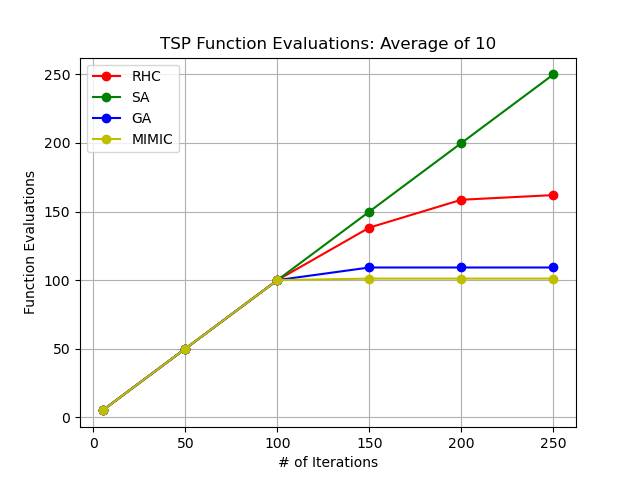 TSP Function Evaluations: Average of 10
RHC
SA
GA
MIMIC
Function Evaluations
250
200
150
100
50
0
0 50 100 150 200 250
# of Iterations